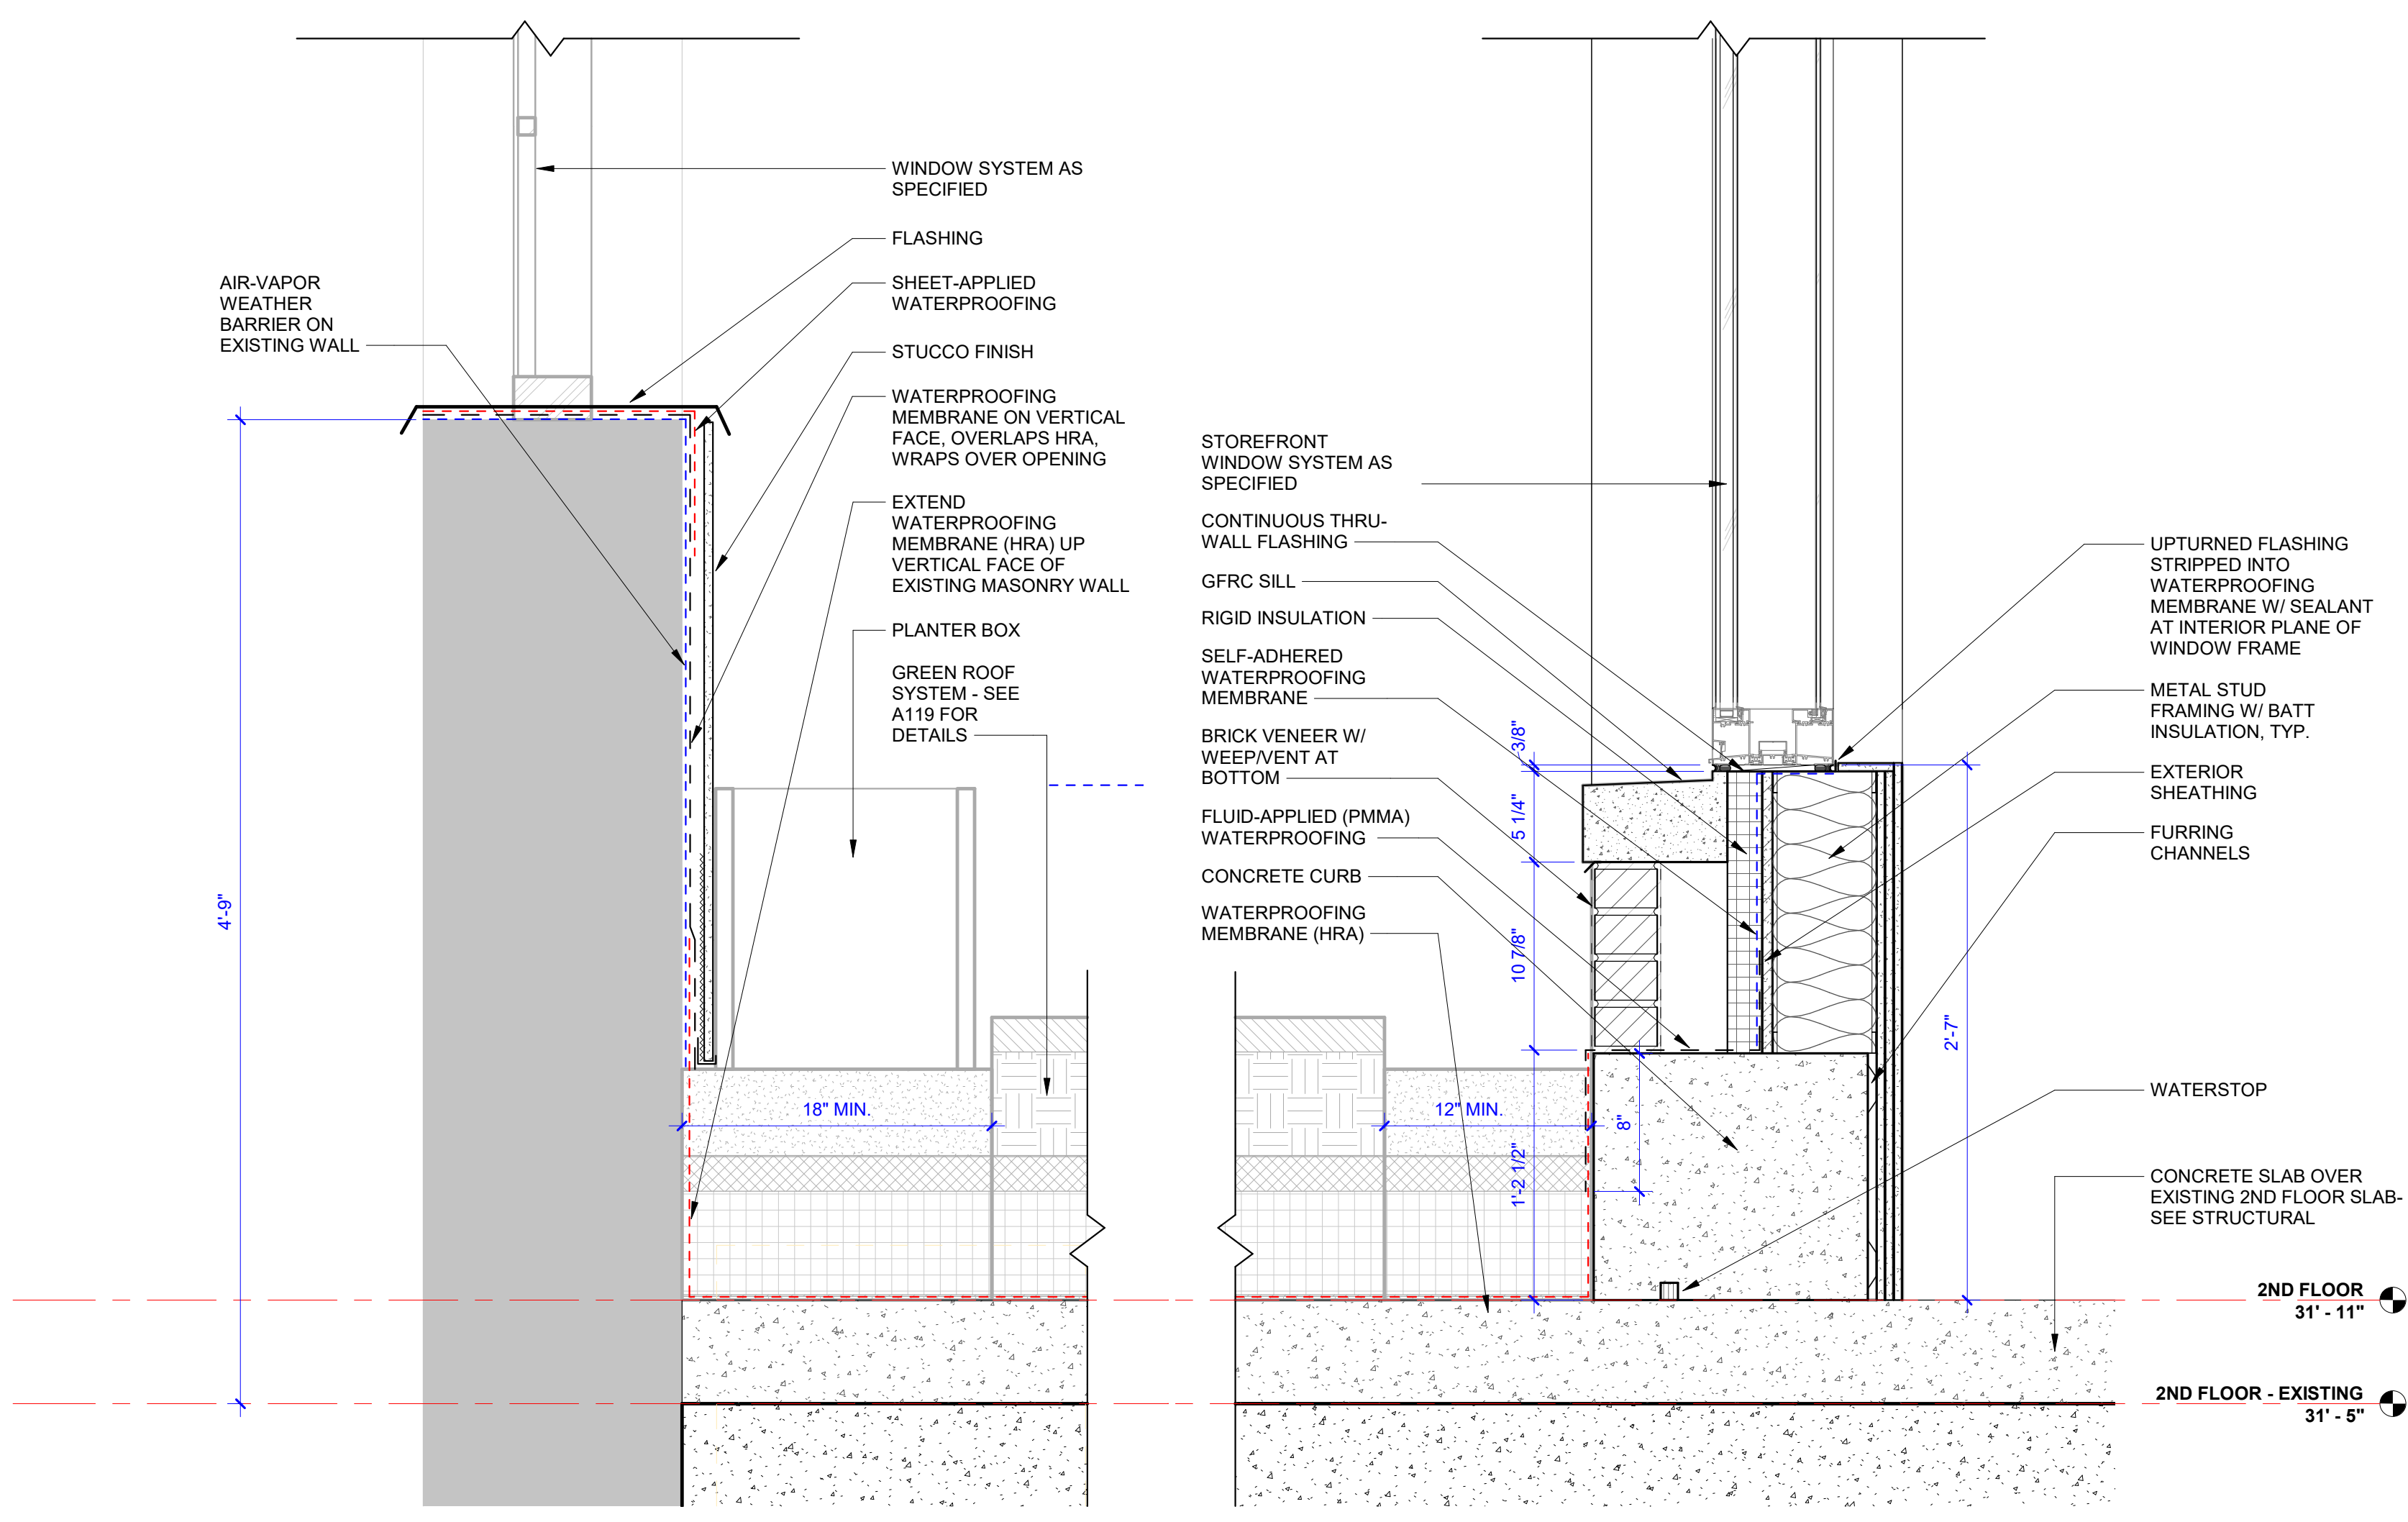 WINDOW SYSTEM AS
SPECIFIED
FLASHING
SHEET-APPLIED
WATERPROOFING
AIR-VAPOR
WEATHER
BARRIER ON
EXISTING WALL
STUCCO FINISH
WATERPROOFING
MEMBRANE ON VERTICAL
FACE, OVERLAPS HRA,
WRAPS OVER OPENING
EXTEND
WATERPROOFING
MEMBRANE (HRA) UP
VERTICAL FACE OF
EXISTING MASONRY WALL
PLANTER BOX
GREEN ROOF
SYSTEM - SEE
A119 FOR
DETAILS
4'-9"
18" MIN.
STOREFRONT
WINDOW SYSTEM AS
SPECIFIED
CONTINUOUS THRU-
WALL FLASHING
GFRC SILL
RIGID INSULATION
SELF-ADHERED
WATERPROOFING
MEMBRANE
BRICK VENEER W/
WEEP/VENT AT
BOTTOM
FLUID-APPLIED (PMMA)
WATERPROOFING
CONCRETE CURB
WATERPROOFING
MEMBRANE (HRA)
3/8"
5 1/4"
10 7/8"
1'-2 1/2"
12" MIN.
8"
2'-7"
UPTURNED FLASHING
STRIPPED INTO
WATERPROOFING
MEMBRANE W/ SEALANT
AT INTERIOR PLANE OF
WINDOW FRAME
METAL STUD
FRAMING W/ BATT
INSULATION, TYP.
EXTERIOR
SHEATHING
FURRING
CHANNELS
WATERSTOP
CONCRETE SLAB OVER
EXISTING 2ND FLOOR SLAB-
SEE STRUCTURAL
2ND FLOOR
31' - 11"
2ND FLOOR - EXISTING
31' - 5"